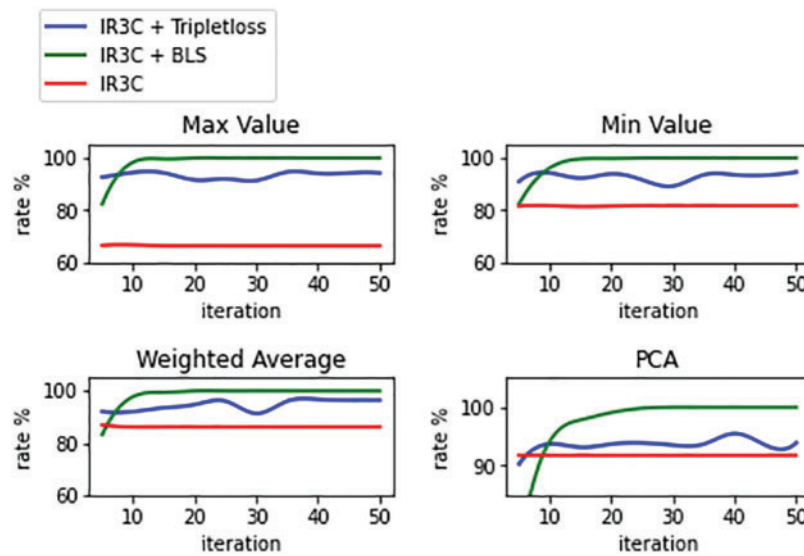 IR3C + Tripletloss
IR3C + BLS
IR3C
Max Value
rate %
100
80
60
10 20 30 40 50
iteration
Min Value
rate %
100
80
60
10 20 30 40 50
iteration
Weighted Average
rate %
100
80
60
10 20 30 40 50
iteration
PCA
rate %
100
90
10 20 30 40 50
iteration